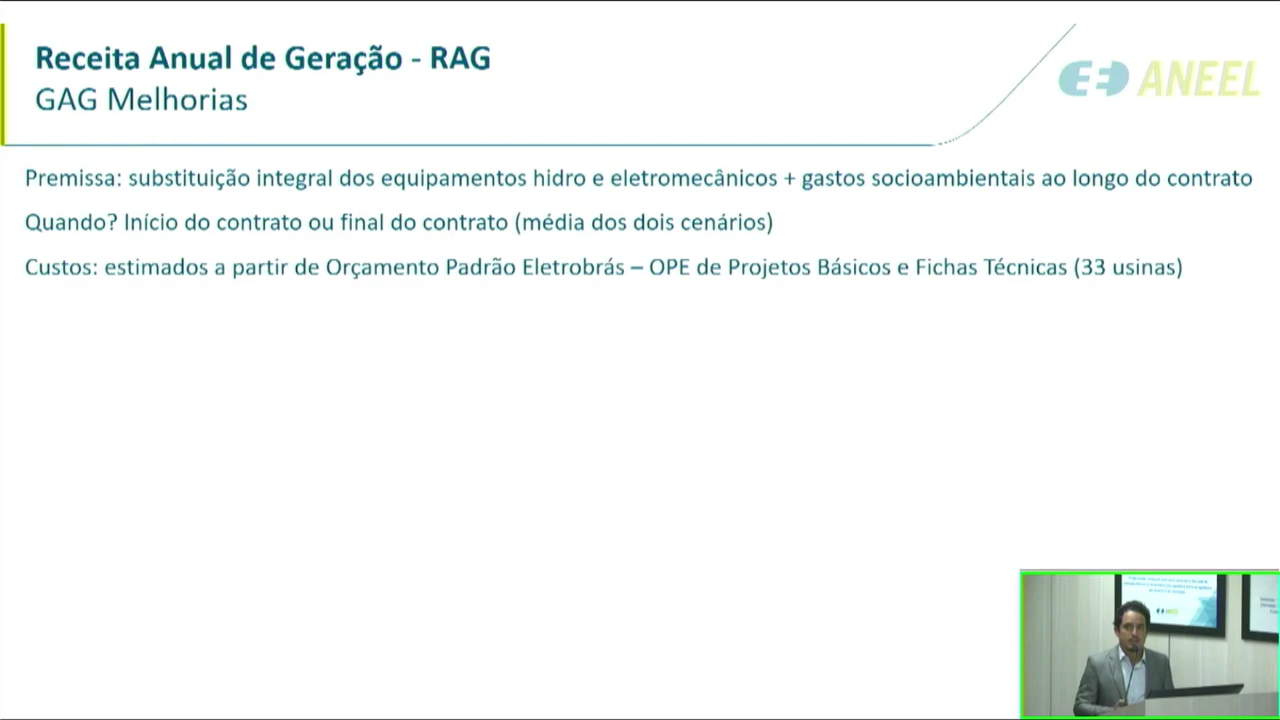 Receita Anual de Geração - RAG
GAG Melhorias
ANEEL
Premissa: substituição integral dos equipamentos hidro e eletromecânicos + gastos socioambientais ao longo do contrato
Quando? Início do contrato ou final do contrato (média dos dois cenários)
Custos: estimados a partir de Orçamento Padrão Eletrobrás – OPE de Projetos Básicos e Fichas Técnicas (33 usinas)
ANEEL